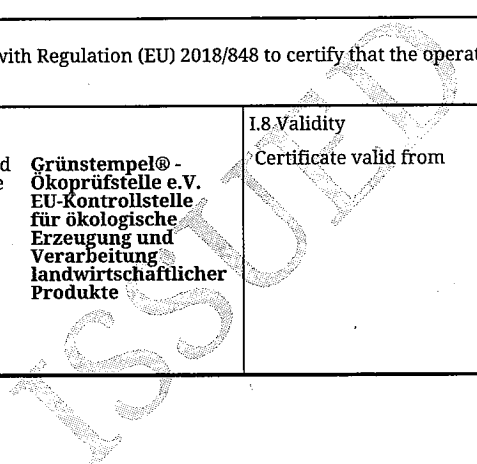 with Regulation (EU) 2018/848 to certify that the operat
I.8 Validity
Certificate valid from
d Grünstempel® -
e Ökoprüfstelle e.V.
EU-Kontrollstelle
für ökologische
Erzeugung und
Verarbeitung
landwirtschaftlicher
Produkte
ISSUED